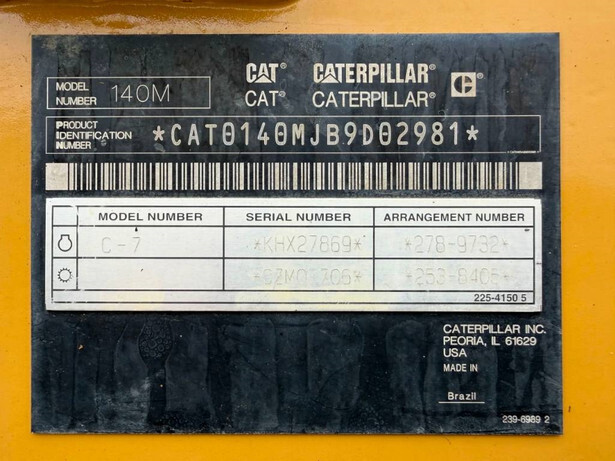 CAT® CATERPILLAR® C
CAT® CATERPILLAR®
MODEL NUMBER 140M
PRODUCT IDENTIFICATION NUMBER *CAT0140MJB9D02981*
MODEL NUMBER SERIAL NUMBER ARRANGEMENT NUMBER
C-7 *KHX27869* *278-9732*
225-4150 5
CATERPILLAR INC.
PEORIA, IL 61629
USA
MADE IN
Brazil
239-8989 2